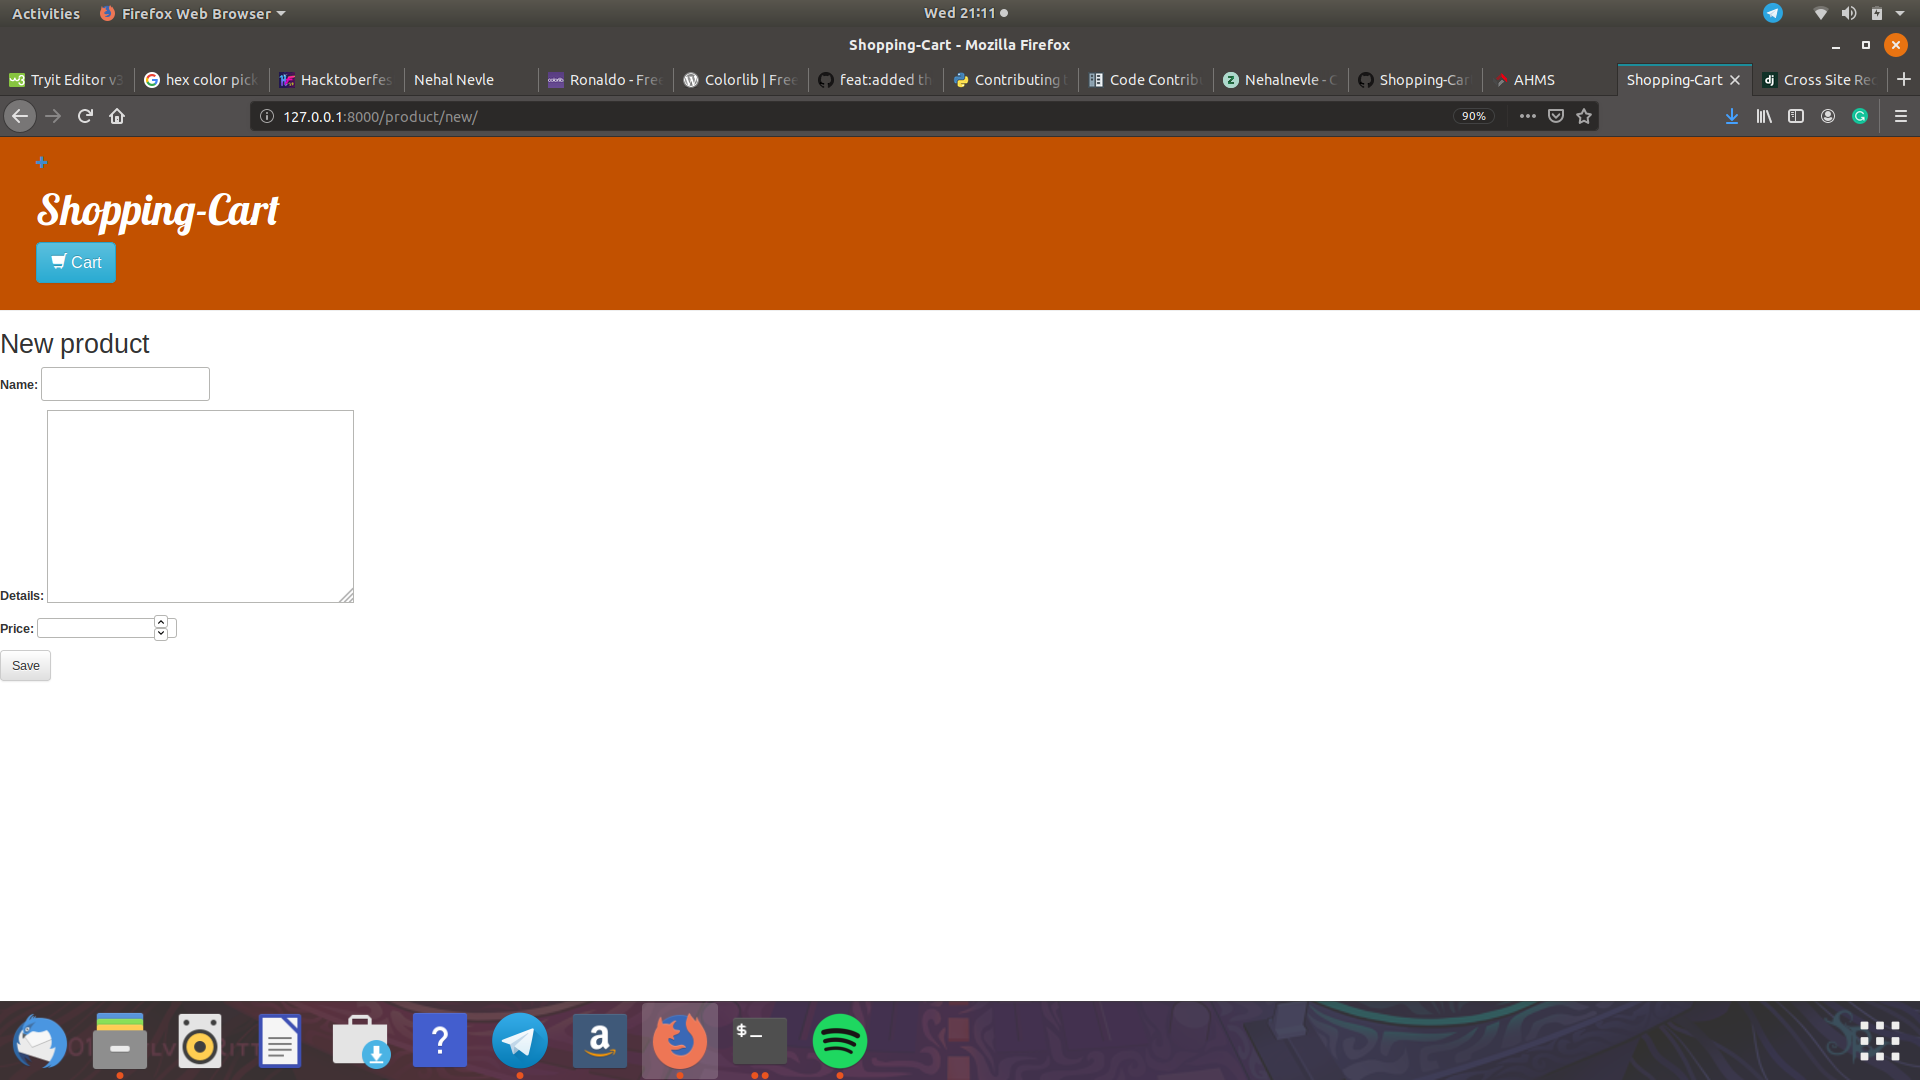 Activities Firefox Web Browser Wed 21:11
Shopping-Cart - Mozilla Firefox
Tryit Editor v3 hex color pick Hacktoberfes Nehal Nevle Ronaldo - Free Colorlib | Free feat:added th Contributing Code Contrib Nehalnevle - C Shopping-Car AHMS Shopping-Cart Cross Site Rec
127.0.0.1:8000/product/new/ 90%
+
Shopping-Cart
Cart
New product
Name:
Details:
Price:
Save